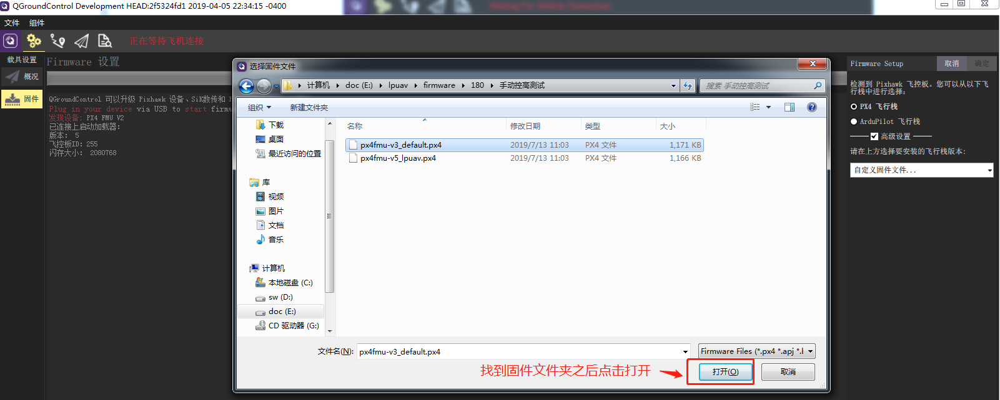 QGroundControl Development HEAD:2f5324fd1 2019-04-05 22:34:15 -0400
Waiting For Vehicle Connection
文件 组件
正在等待飞机连接
载具设置
概况
固件
Firmware 设置
QGroundControl 可以升级 Pixhawk 设备、SiK数传和
Plug in your device via USB to start firmw
发现设备: PX4 FMU V2
已连接上启动加载器:
版本: 5
飞控板ID: 255
闪存大小: 2080768
选择固件文件
计算机 doc (E:) lpuav firmware 180 手动控高测试
搜索 手动控高测试
组织 新建文件夹
下载
桌面
最近访问的位置
库
视频
图片
文档
音乐
计算机
本地磁盘 (C:)
sw (D:)
doc (E:)
CD 驱动器 (G:)
名称 修改日期 类型 大小
px4fmu-v3_default.px4 2019/7/13 11:03 PX4 文件 1,171 KB
px4fmu-v5_lpuav.px4 2019/7/13 11:03 PX4 文件 1,166 KB
文件名(N): px4fmu-v3_default.px4
Firmware Files (*.px4 *.apj *.
找到固件文件夹之后点击打开
打开(O) 取消
Firmware Setup 取消 确定
检测到 Pixhawk 飞控板。您可以从以下飞
行栈中进行选择:
PX4 飞行栈
ArduPilot 飞行栈
高级设置
请在上方选择要安装的飞行栈版本:
自定义固件文件...